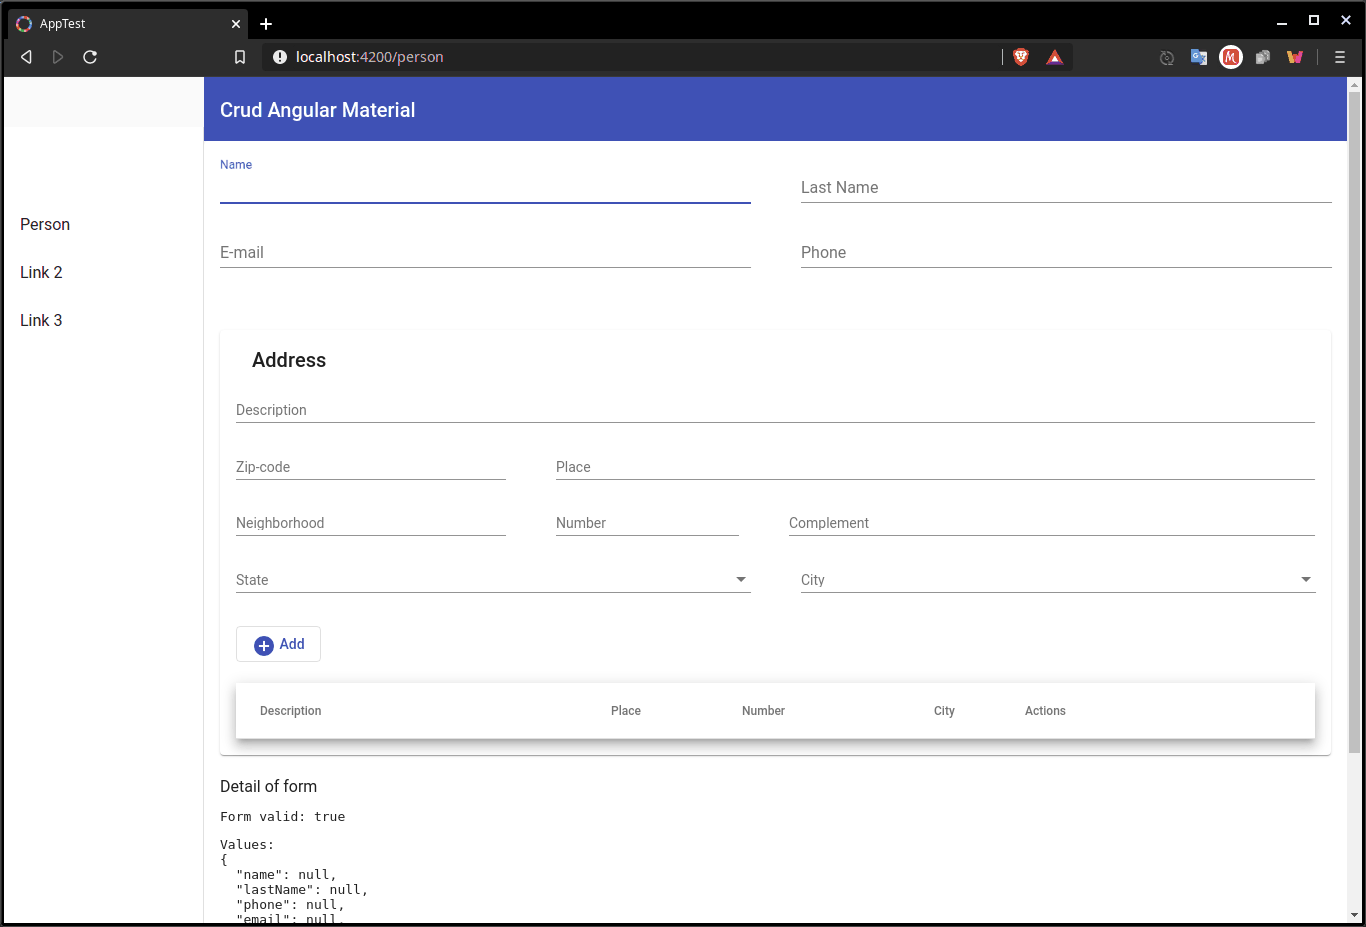 AppTest
localhost:4200/person
Crud Angular Material
Name
Last Name
Person
E-mail
Phone
Link 2
Link 3
Address
Description
Zip-code
Place
Neighborhood
Number
Complement
State
City
Add
Description
Place
Number
City
Actions
Detail of form
Form valid: true
Values:
{
"name": null,
"lastName": null,
"phone": null,
"email": null,